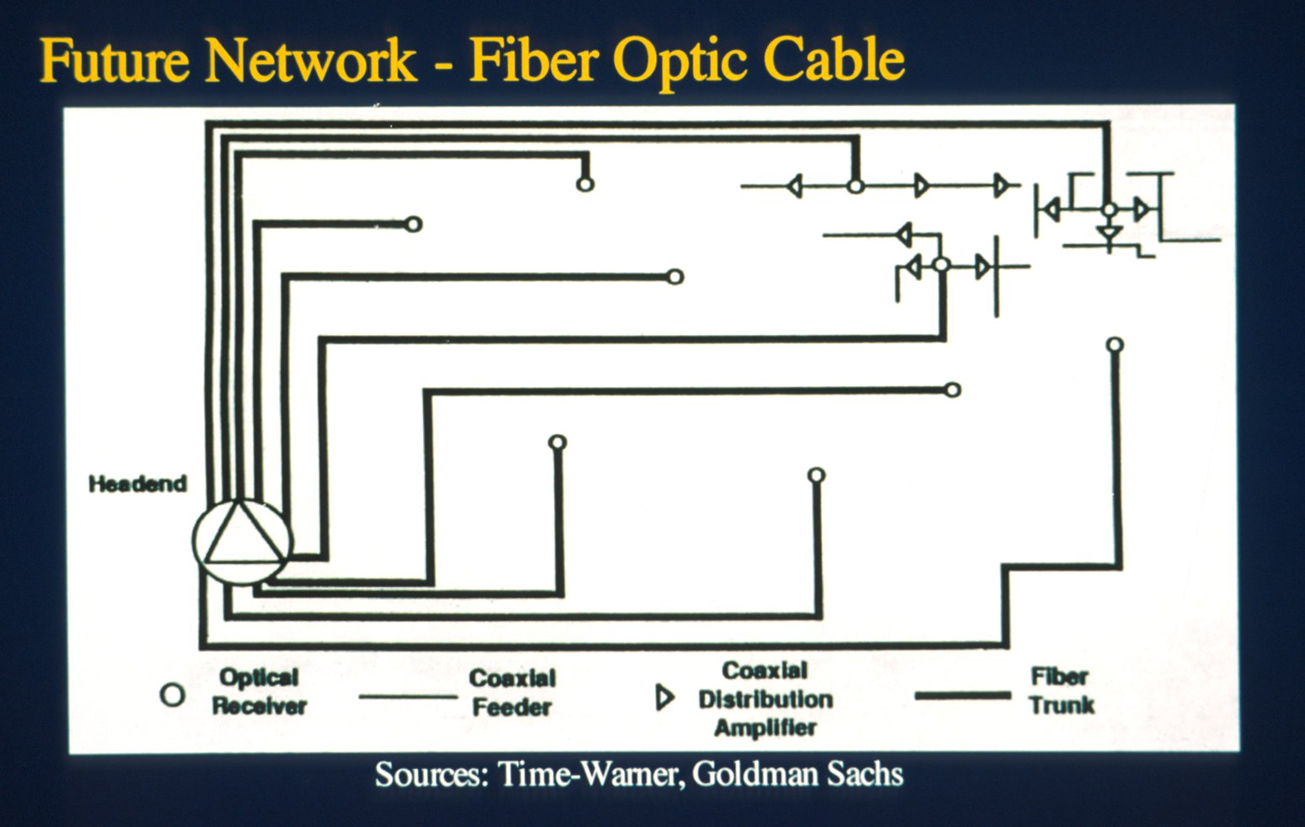 Future Network - Fiber Optic Cable
Headend
Optical
Receiver
Coaxial
Feeder
Coaxial
Distribution
Amplifier
Fiber
Trunk
Sources: Time-Warner, Goldman Sachs